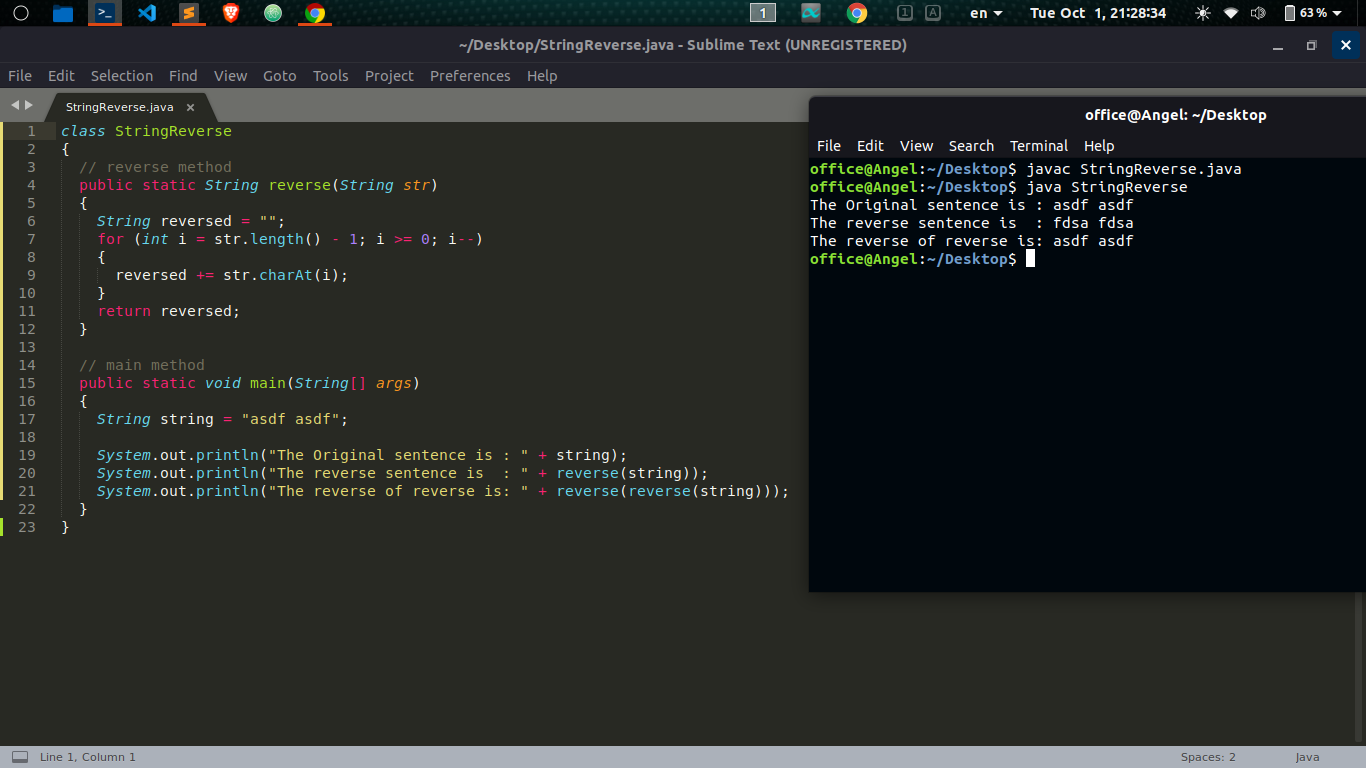 1 A en Tue Oct 1, 21:28:34 63 %
~/Desktop/StringReverse.java - Sublime Text (UNREGISTERED)
File Edit Selection Find View Goto Tools Project Preferences Help
StringReverse.java
1 class StringReverse
2 {
3   // reverse method
4   public static String reverse(String str)
5   {
6     String reversed = "";
7     for (int i = str.length() - 1; i >= 0; i--)
8     {
9       reversed += str.charAt(i);
10     }
11     return reversed;
12   }
13
14   // main method
15   public static void main(String[] args)
16   {
17     String string = "asdf asdf";
18
19     System.out.println("The Original sentence is : " + string);
20     System.out.println("The reverse sentence is  : " + reverse(string));
21     System.out.println("The reverse of reverse is: " + reverse(reverse(string)));
22   }
23 }
office@Angel: ~/Desktop
File Edit View Search Terminal Help
office@Angel:~/Desktop$ javac StringReverse.java
office@Angel:~/Desktop$ java StringReverse
The Original sentence is : asdf asdf
The reverse sentence is  : fdsa fdsa
The reverse of reverse is: asdf asdf
office@Angel:~/Desktop$
Line 1, Column 1 Spaces: 2 Java